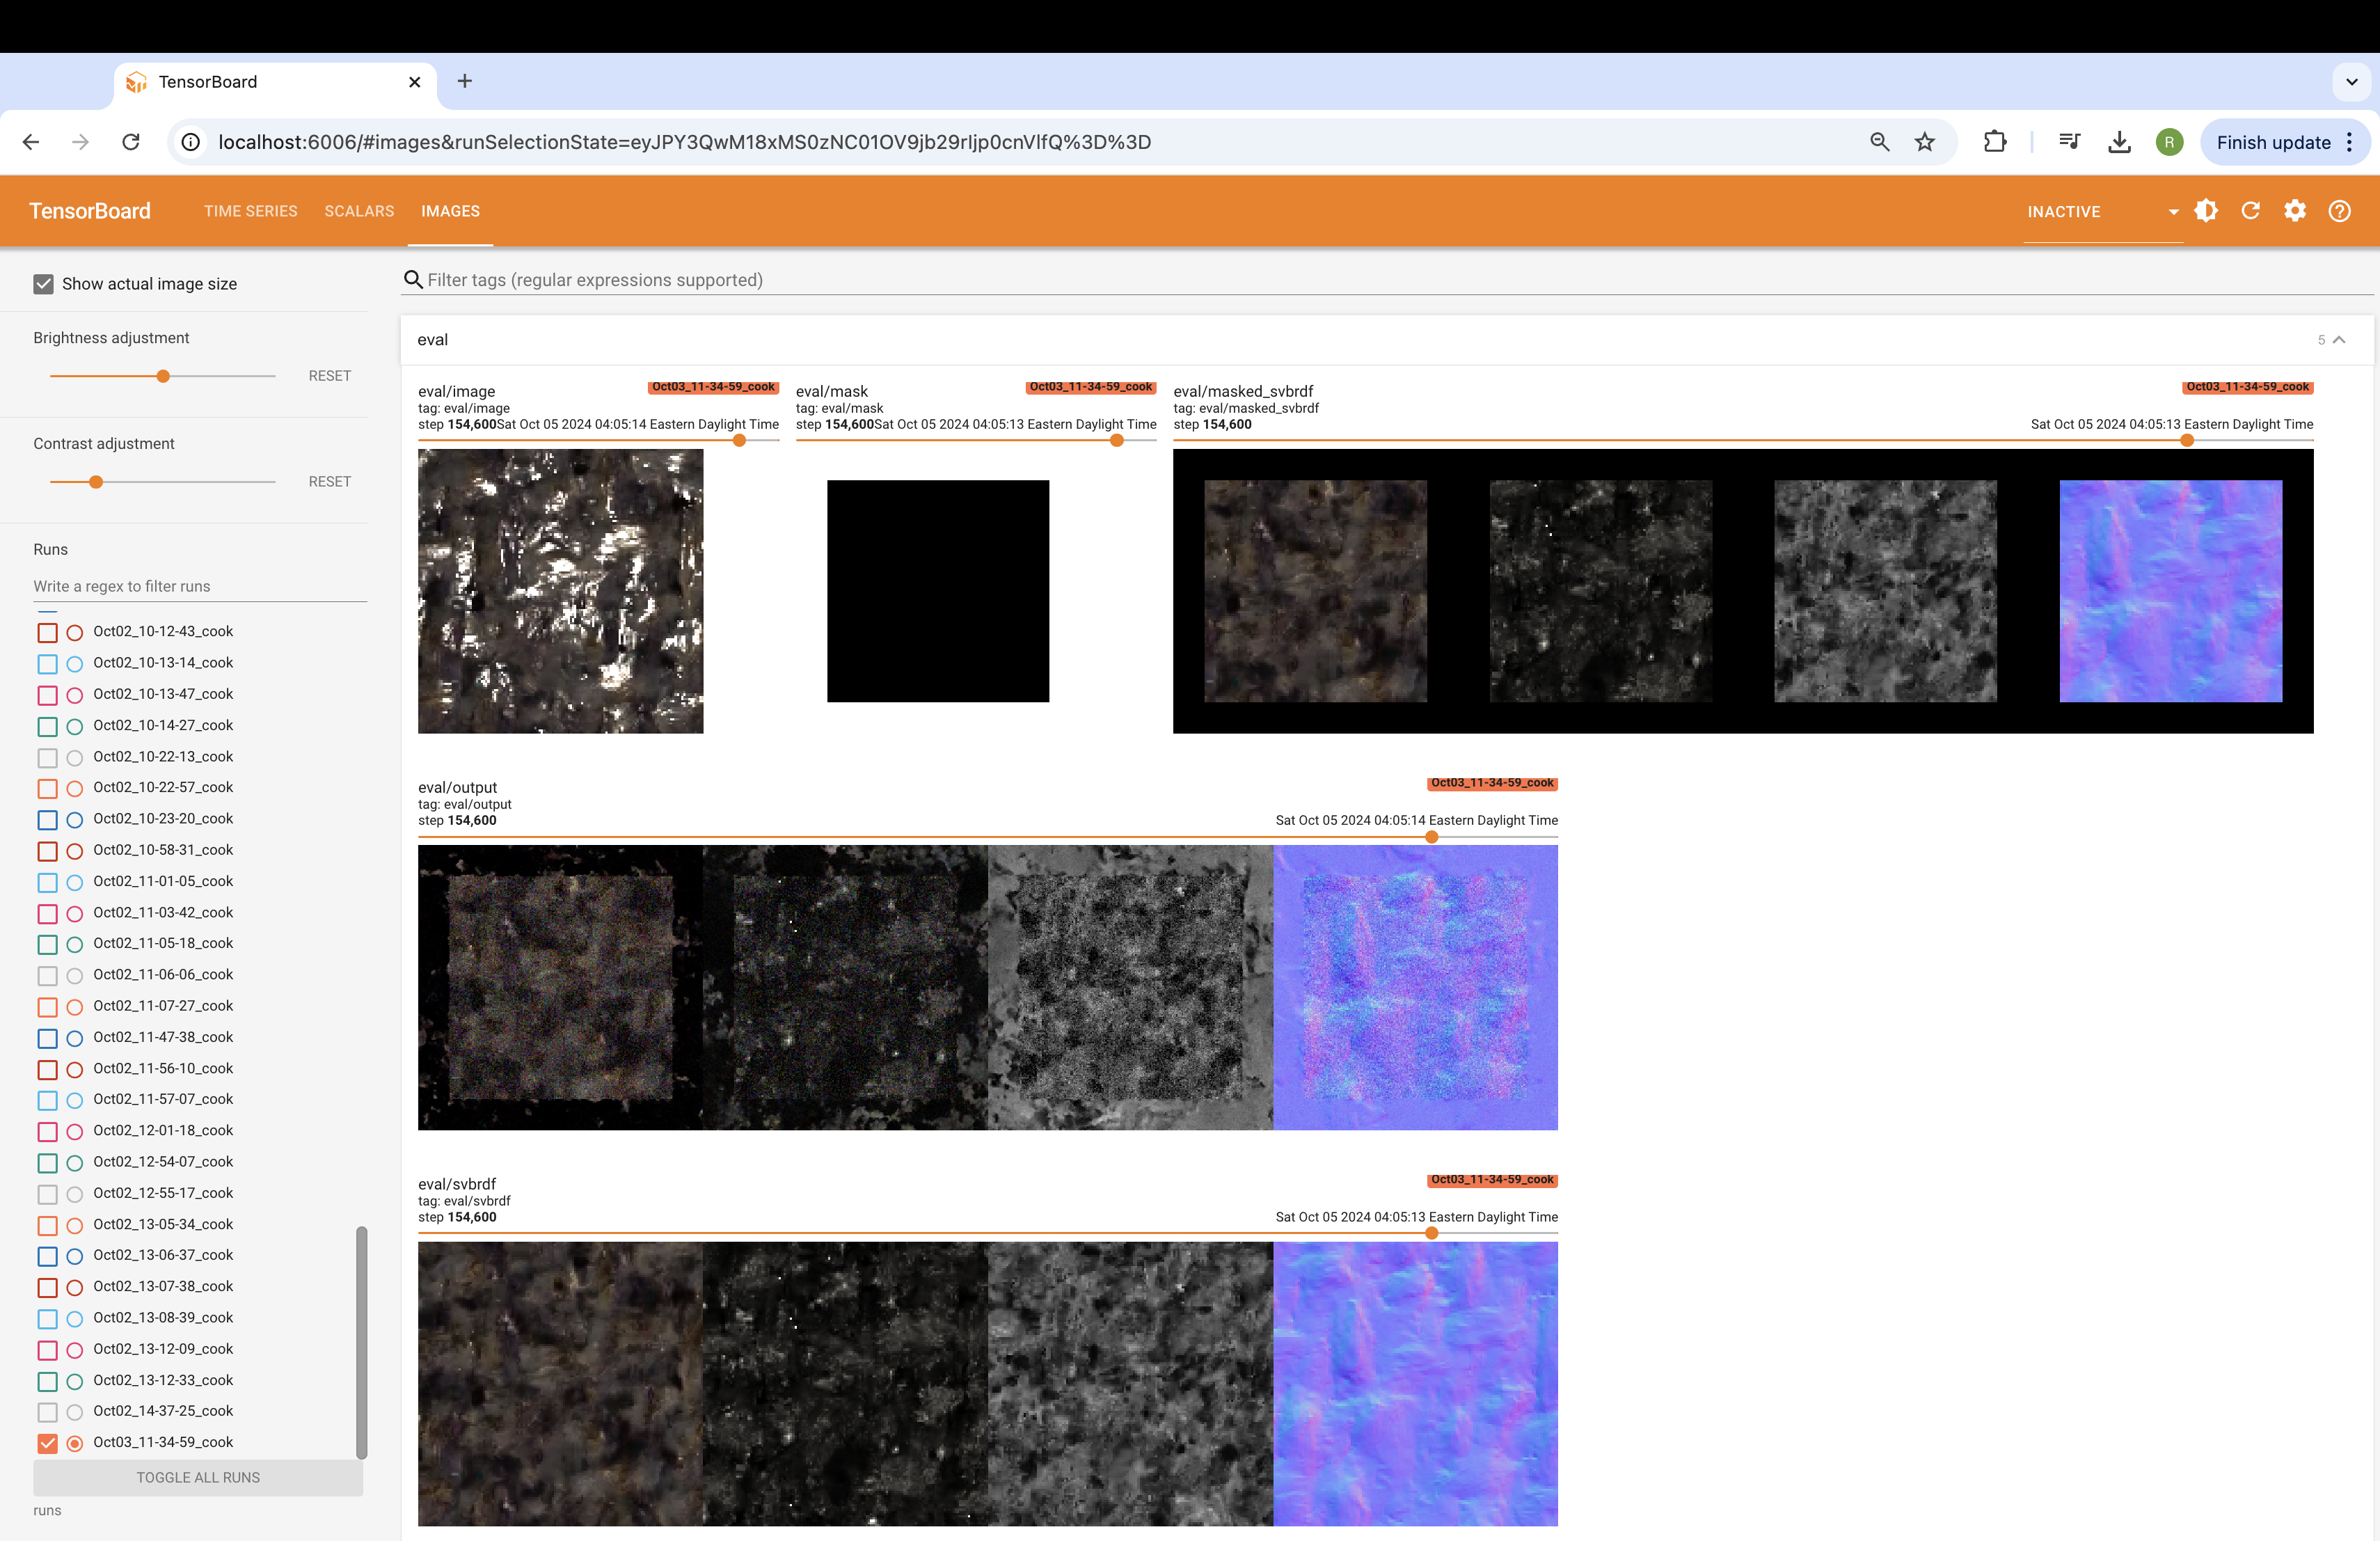 TensorBoard
localhost:6006/#images&runSelectionState=eyJPY3QwM18xMS0zNC01OV9jb29rIjp0cnVlfQ%3D%3D
R
Finish update
TensorBoard
TIME SERIES
SCALARS
IMAGES
INACTIVE
Show actual image size
Filter tags (regular expressions supported)
Brightness adjustment
RESET
Contrast adjustment
RESET
Runs
Write a regex to filter runs
Oct02_10-12-43_cook
Oct02_10-13-14_cook
Oct02_10-13-47_cook
Oct02_10-14-27_cook
Oct02_10-22-13_cook
Oct02_10-22-57_cook
Oct02_10-23-20_cook
Oct02_10-58-31_cook
Oct02_11-01-05_cook
Oct02_11-03-42_cook
Oct02_11-05-18_cook
Oct02_11-06-06_cook
Oct02_11-07-27_cook
Oct02_11-47-38_cook
Oct02_11-56-10_cook
Oct02_11-57-07_cook
Oct02_12-01-18_cook
Oct02_12-54-07_cook
Oct02_12-55-17_cook
Oct02_13-05-34_cook
Oct02_13-06-37_cook
Oct02_13-07-38_cook
Oct02_13-08-39_cook
Oct02_13-12-09_cook
Oct02_13-12-33_cook
Oct02_14-37-25_cook
Oct03_11-34-59_cook
TOGGLE ALL RUNS
runs
eval
5
eval/image
Oct03_11-34-59_cook
tag: eval/image
step 154,600Sat Oct 05 2024 04:05:14 Eastern Daylight Time
eval/mask
Oct03_11-34-59_cook
tag: eval/mask
step 154,600Sat Oct 05 2024 04:05:13 Eastern Daylight Time
eval/masked_svbrdf
Oct03_11-34-59_cook
tag: eval/masked_svbrdf
step 154,600
Sat Oct 05 2024 04:05:13 Eastern Daylight Time
eval/output
Oct03_11-34-59_cook
tag: eval/output
step 154,600
Sat Oct 05 2024 04:05:14 Eastern Daylight Time
eval/svbrdf
Oct03_11-34-59_cook
tag: eval/svbrdf
step 154,600
Sat Oct 05 2024 04:05:13 Eastern Daylight Time